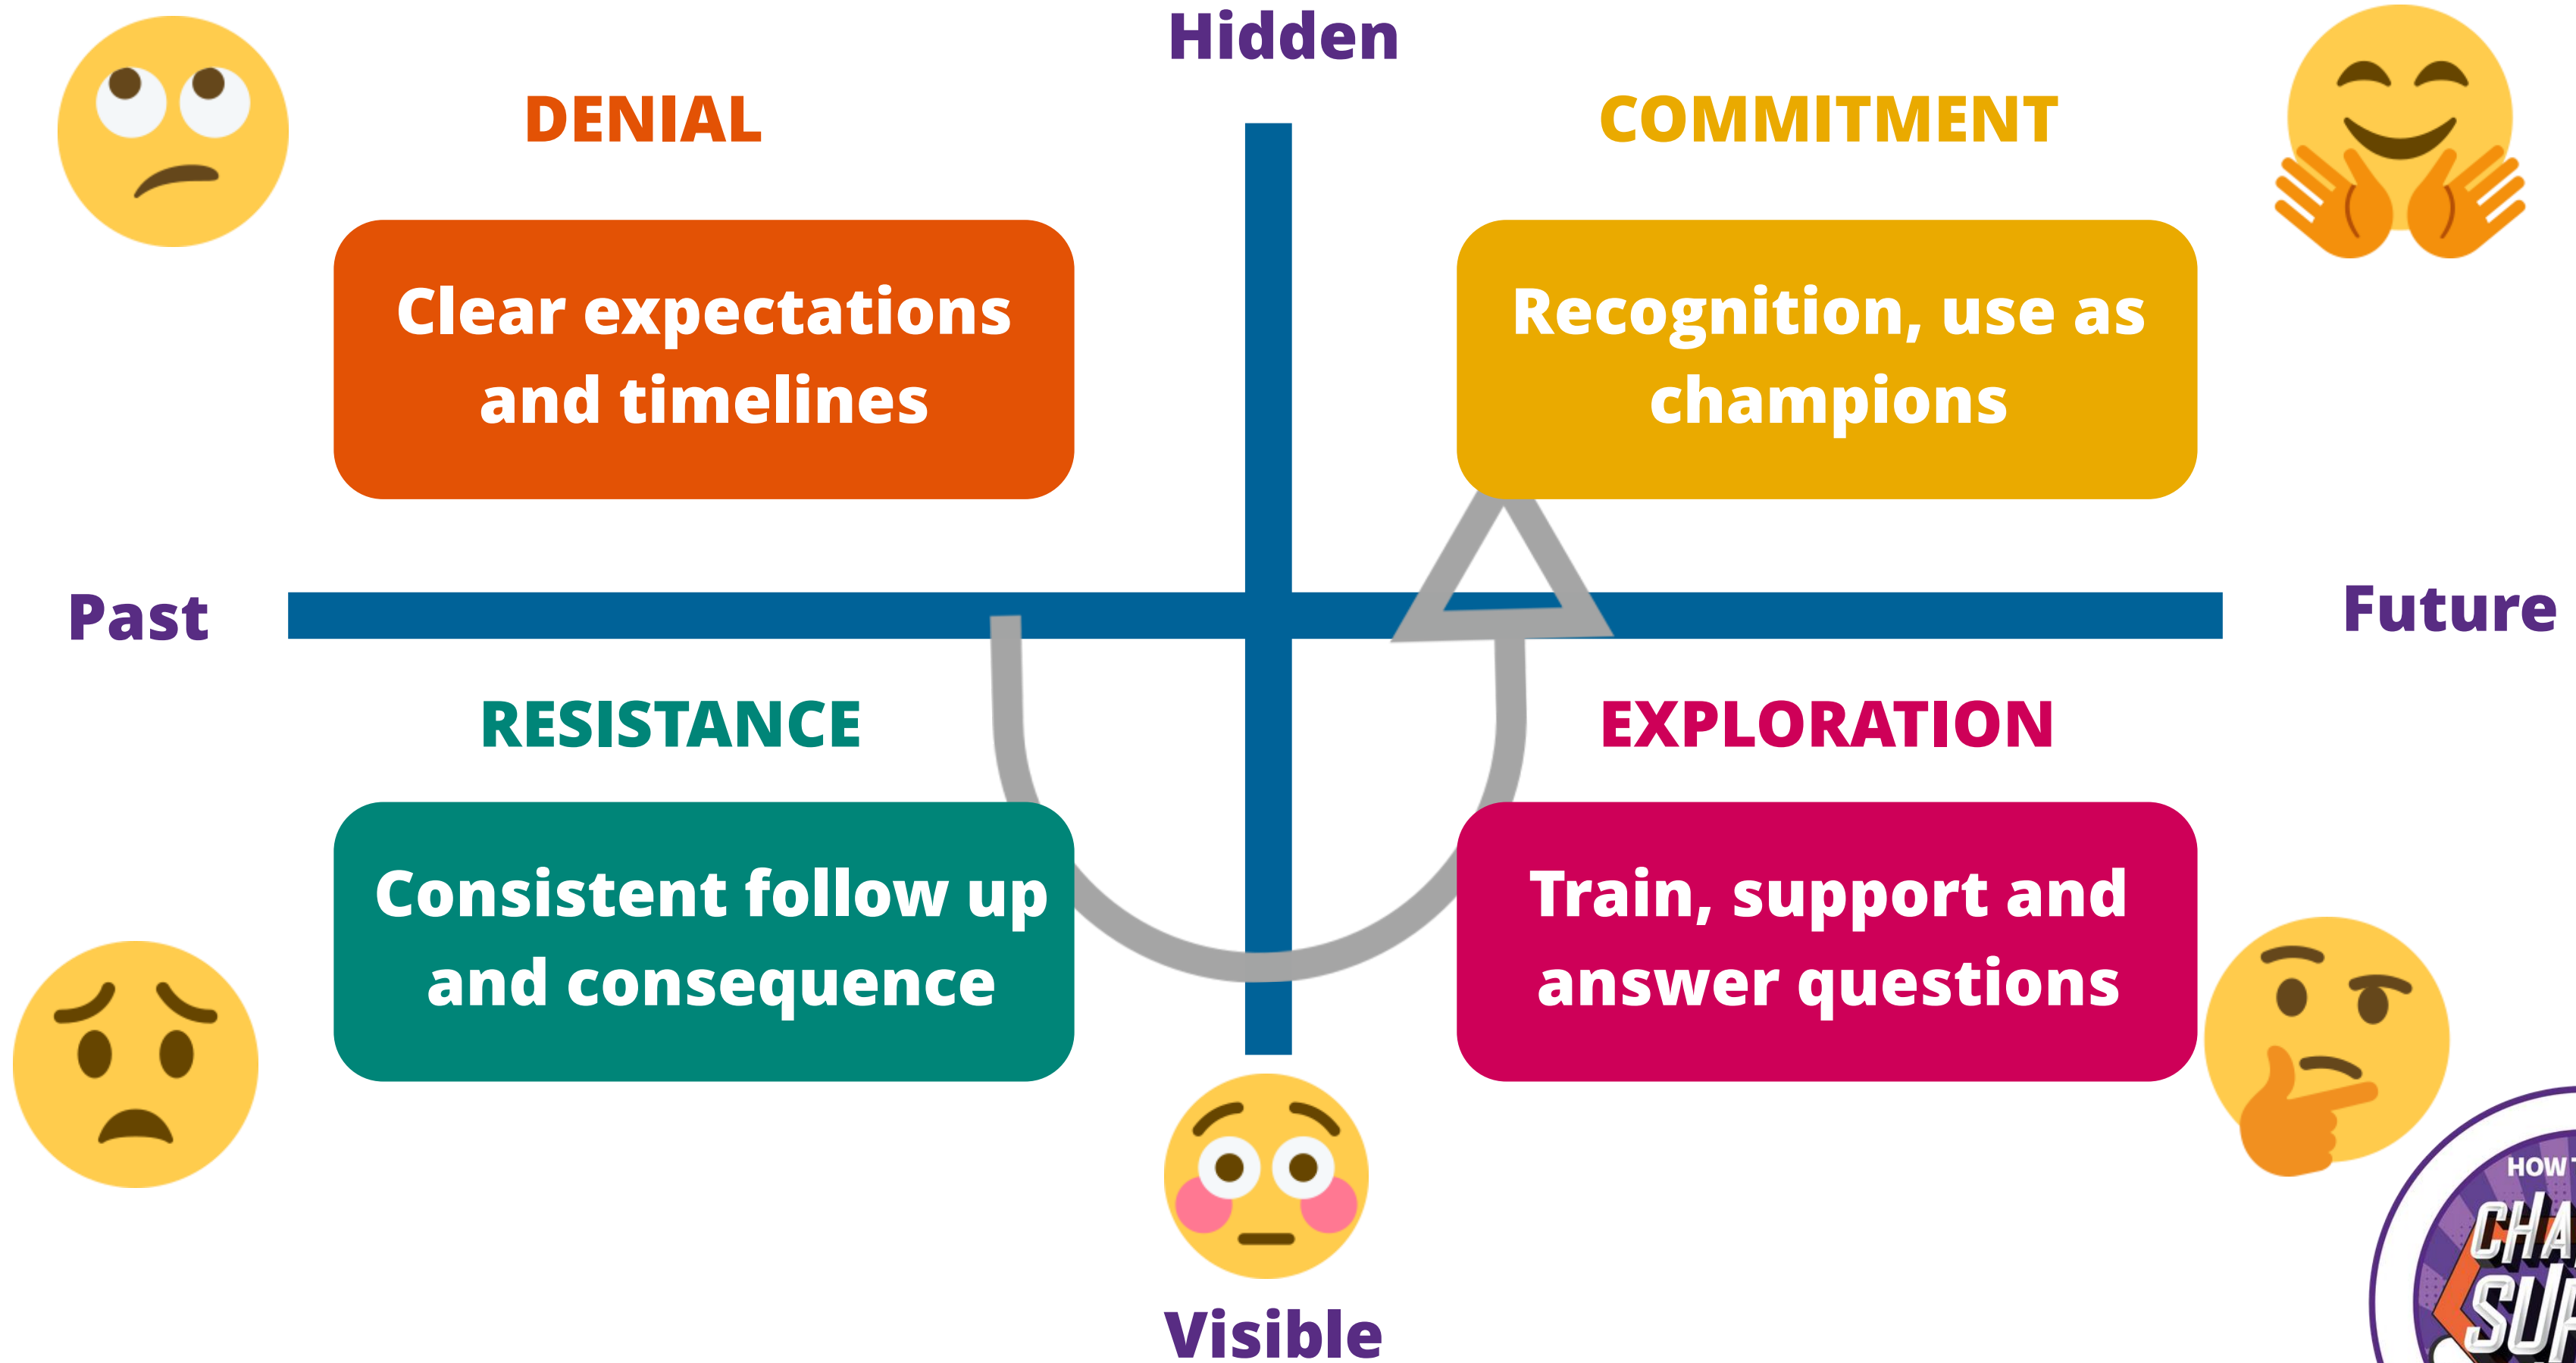 Hidden
DENIAL
COMMITMENT
Clear expectations
and timelines
Recognition, use as
champions
Past
Future
RESISTANCE
EXPLORATION
Consistent follow up
and consequence
Train, support and
answer questions
Visible
HOW